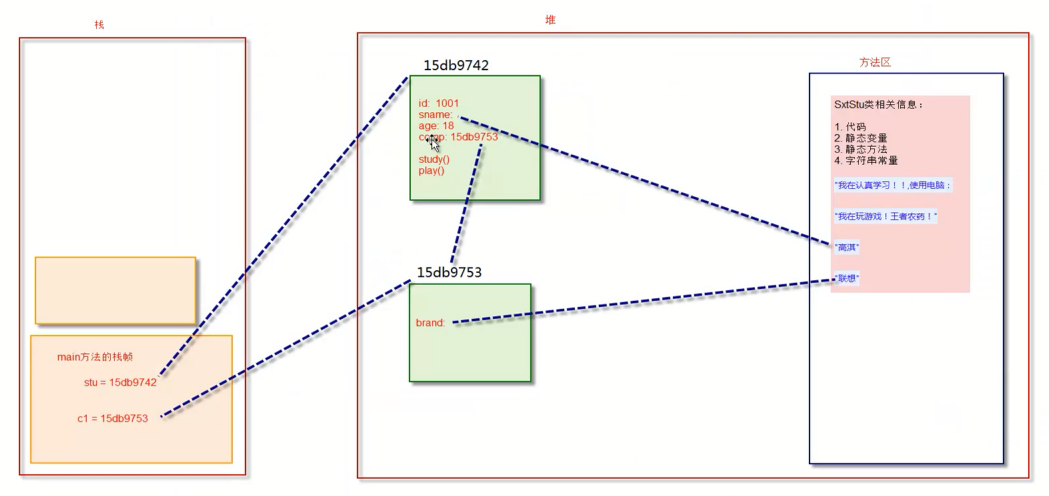 栈
堆
15db9742
方法区
id: 1001
sname:
age: 18
comp: 15db9753
study()
play()
SxtStu类相关信息：
1. 代码
2. 静态变量
3. 静态方法
4. 字符串常量
"我在认真学习！！,使用电脑：
"我在玩游戏！王者农药！"
"高淇"
"联想"
15db9753
brand:
main方法的栈帧
stu = 15db9742
c1 = 15db9753